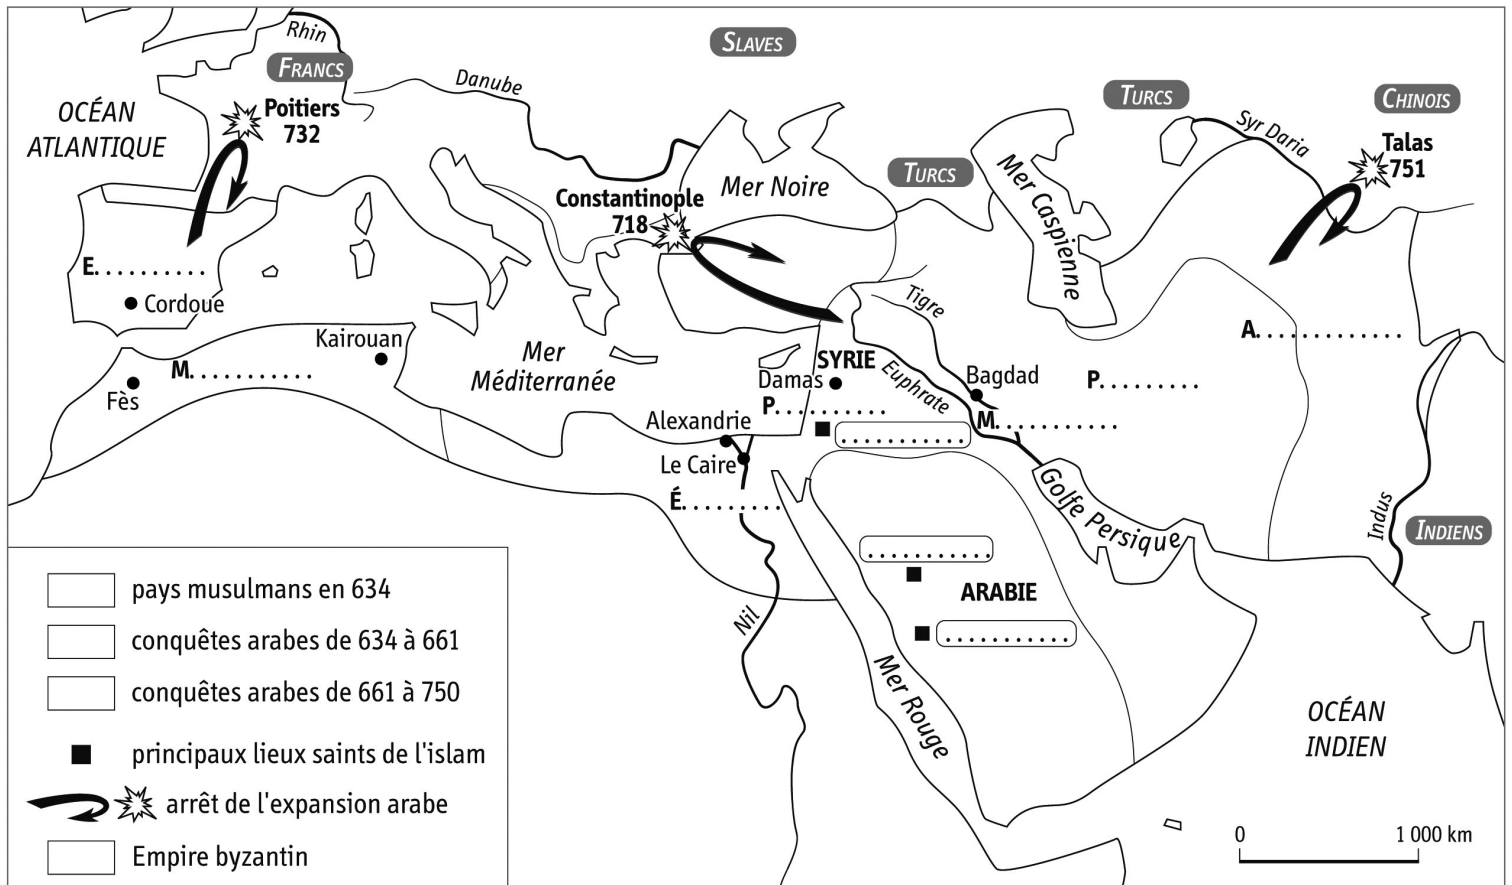 Rhin
FRANCS
SLAVES
OCÉAN
ATLANTIQUE
Poitiers
732
Danube
TURCS
Syr Daria
CHINOIS
Talas
751
TURCS
Mer Noire
Mer Caspienne
Constantinople
718
E..........
Cordoue
Kairouan
M...........
Fès
Mer
Méditerranée
Tigre
SYRIE
Euphrate
Damas
P..........
Bagdad
M...........
A.............
P.........
Alexandrie
...........
Le Caire
É.........
Golfe Persique
Indus
INDIENS
...........
ARABIE
...........
Nil
Mer Rouge
OCÉAN
INDIEN
pays musulmans en 634
conquêtes arabes de 634 à 661
conquêtes arabes de 661 à 750
principaux lieux saints de l'islam
arrêt de l'expansion arabe
Empire byzantin
0 1 000 km